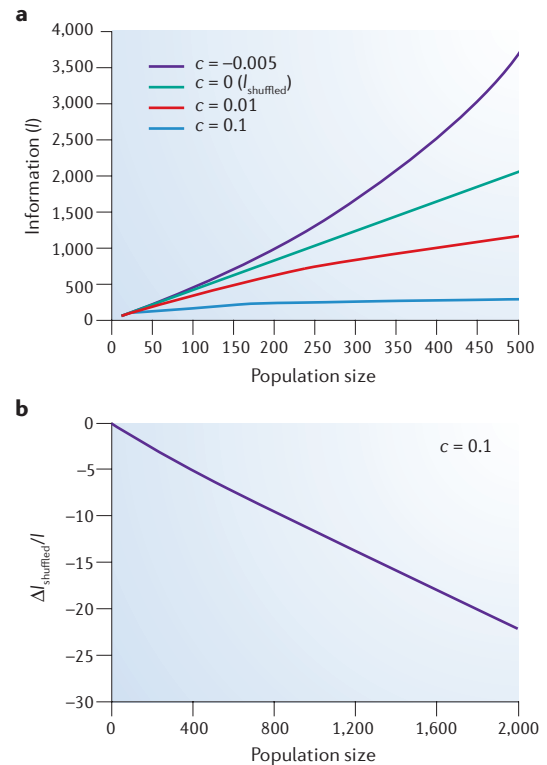 a
4,000
3,500
3,000
2,500
2,000
1,500
1,000
500
0
Information (I)
c = –0.005
c = 0 (Ishuffled)
c = 0.01
c = 0.1
0 50 100 150 200 250 300 350 400 450 500
Population size
b
0
–5
–10
–15
–20
–25
–30
ΔIshuffled/I
c = 0.1
0 400 800 1,200 1,600 2,000
Population size